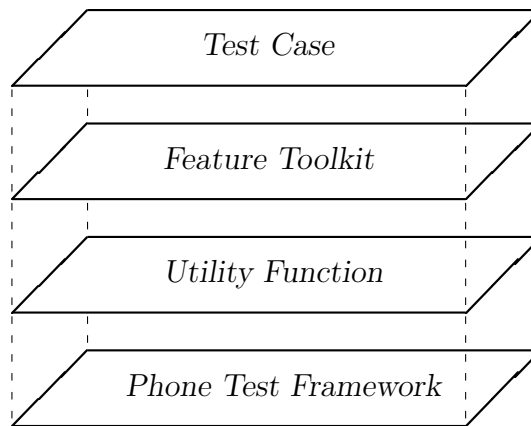 Test Case
Feature Toolkit
Utility Function
Phone Test Framework